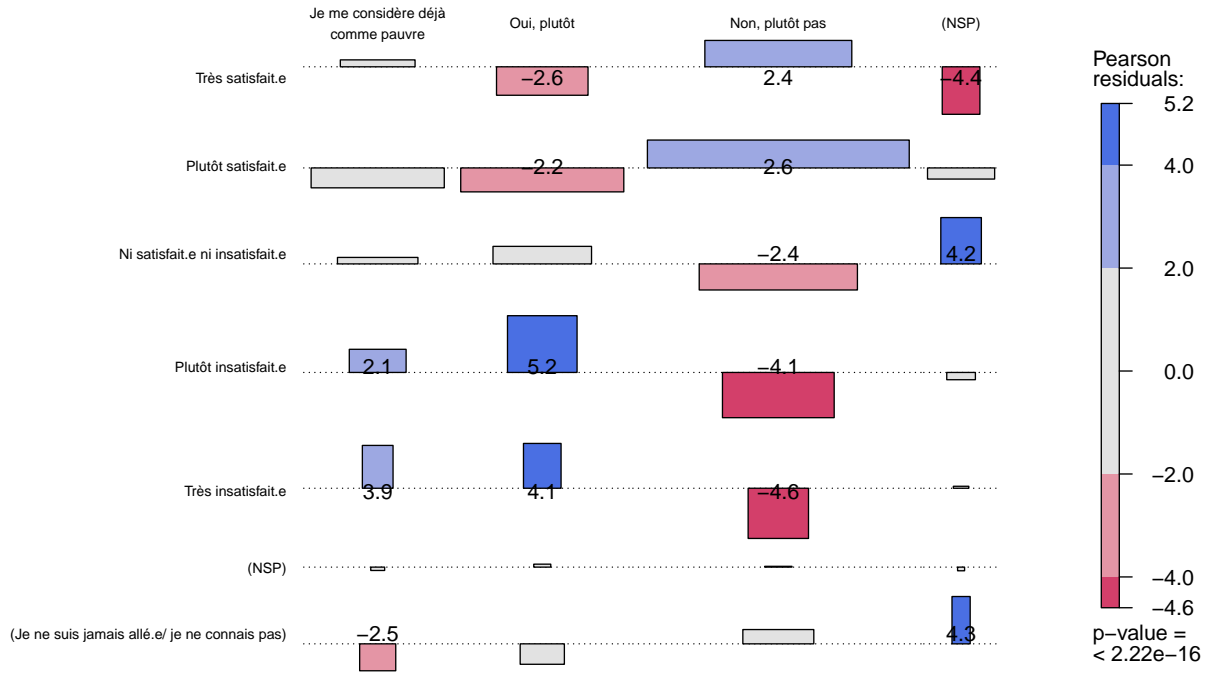 Je me considère déjà
comme pauvre
Oui, plutôt
Non, plutôt pas
(NSP)
Très satisfait.e
−2.6
2.4
−4.4
Plutôt satisfait.e
−2.2
2.6
Ni satisfait.e ni insatisfait.e
−2.4
4.2
Plutôt insatisfait.e
2.1
5.2
−4.1
Très insatisfait.e
3.9
4.1
−4.6
(NSP)
(Je ne suis jamais allé.e/ je ne connais pas)
−2.5
4.3
Pearson
residuals:
5.2
4.0
2.0
0.0
−2.0
−4.0
−4.6
p−value =
< 2.22e−16